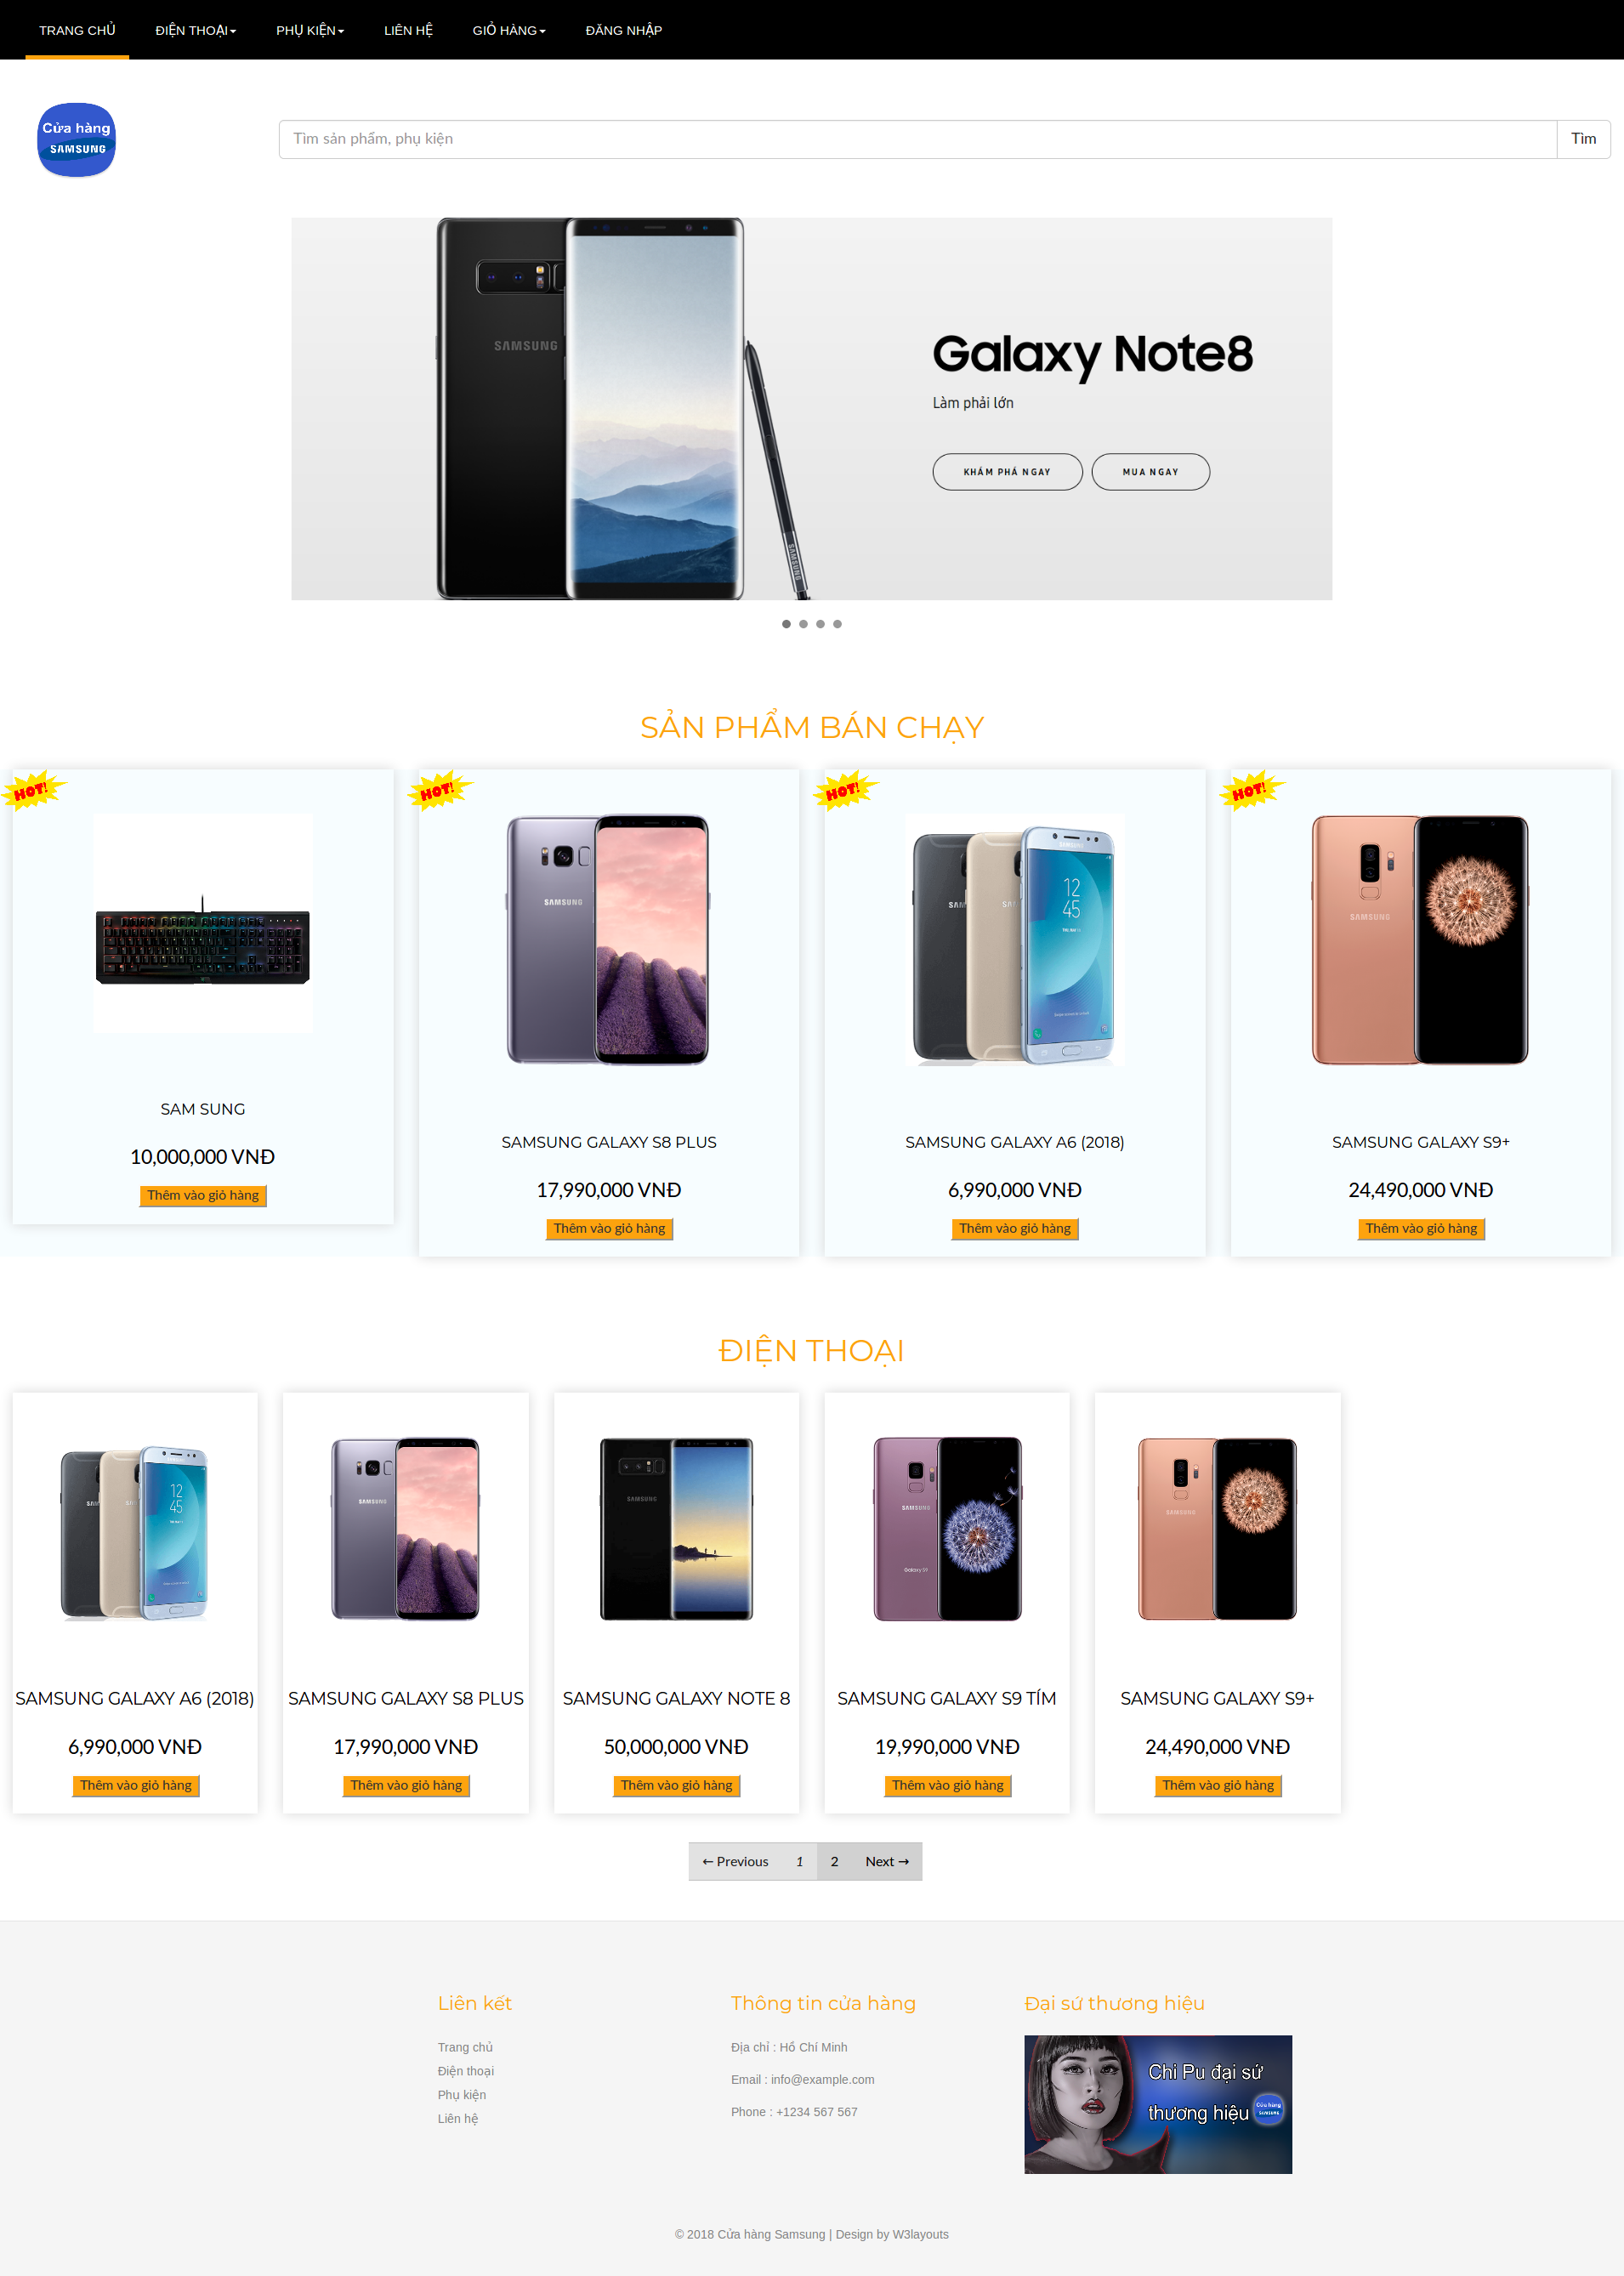 TRANG CHỦ ĐIỆN THOẠI PHỤ KIỆN LIÊN HỆ GIỎ HÀNG ĐĂNG NHẬP
Cửa hàng
SAMSUNG
Tìm sản phẩm, phụ kiện Tìm
SAMSUNG
Galaxy Note8
Làm phải lớn
KHÁM PHÁ NGAY MUA NGAY
SAMSUNG
SẢN PHẨM BÁN CHẠY
HOT! HOT! HOT! HOT!
SAMSUNG
SAMSUNG
12
45
SAMSUNG
SAM SUNG
10,000,000 VNĐ
Thêm vào giỏ hàng
SAMSUNG GALAXY S8 PLUS
17,990,000 VNĐ
Thêm vào giỏ hàng
SAMSUNG GALAXY A6 (2018)
6,990,000 VNĐ
Thêm vào giỏ hàng
SAMSUNG GALAXY S9+
24,490,000 VNĐ
Thêm vào giỏ hàng
ĐIỆN THOẠI
12
45
SAMSUNG
SAMSUNG
SAMSUNG
Galaxy S9
SAMSUNG
SAMSUNG GALAXY A6 (2018)
6,990,000 VNĐ
Thêm vào giỏ hàng
SAMSUNG GALAXY S8 PLUS
17,990,000 VNĐ
Thêm vào giỏ hàng
SAMSUNG GALAXY NOTE 8
50,000,000 VNĐ
Thêm vào giỏ hàng
SAMSUNG GALAXY S9 TÍM
19,990,000 VNĐ
Thêm vào giỏ hàng
SAMSUNG GALAXY S9+
24,490,000 VNĐ
Thêm vào giỏ hàng
← Previous 1 2 Next →
Liên kết
Trang chủ
Điện thoại
Phụ kiện
Liên hệ
Thông tin cửa hàng
Địa chỉ : Hồ Chí Minh
Email : info@example.com
Phone : +1234 567 567
Đại sứ thương hiệu
Chi Pu đại sứ
thương hiệu
Cửa hàng
SAMSUNG
© 2018 Cửa hàng Samsung | Design by W3layouts